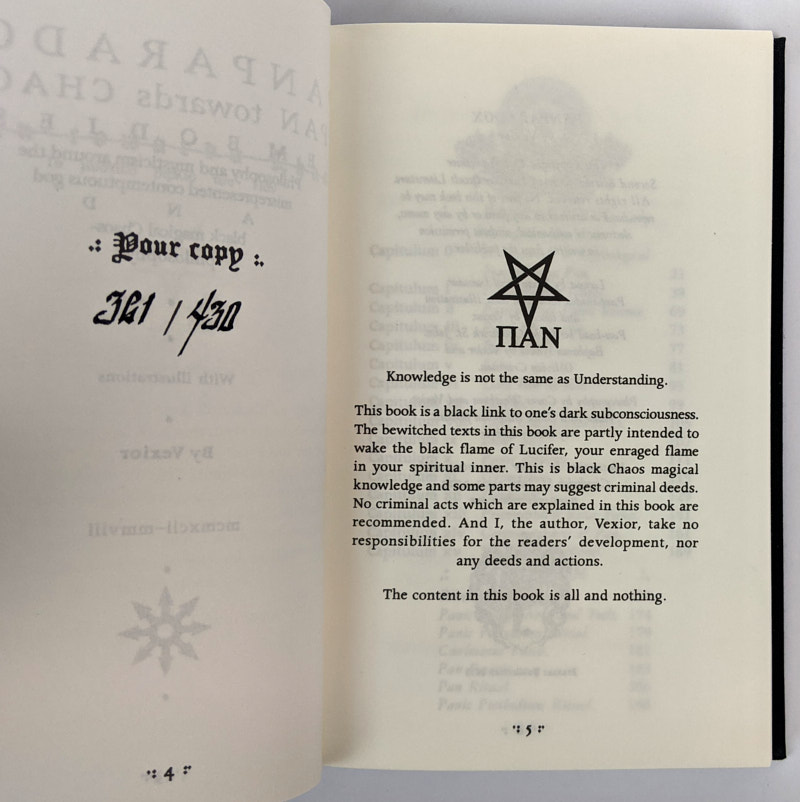 .: Your copy :.
361 / 430
4
ΠΑΝ
Knowledge is not the same as Understanding.
This book is a black link to one's dark subconsciousness.
The bewitched texts in this book are partly intended to
wake the black flame of Lucifer, your enraged flame
in your spiritual inner. This is black Chaos magical
knowledge and some parts may suggest criminal deeds.
No criminal acts which are explained in this book are
recommended. And I, the author, Vexior, take no
responsibilities for the readers' development, nor
any deeds and actions.
The content in this book is all and nothing.
5